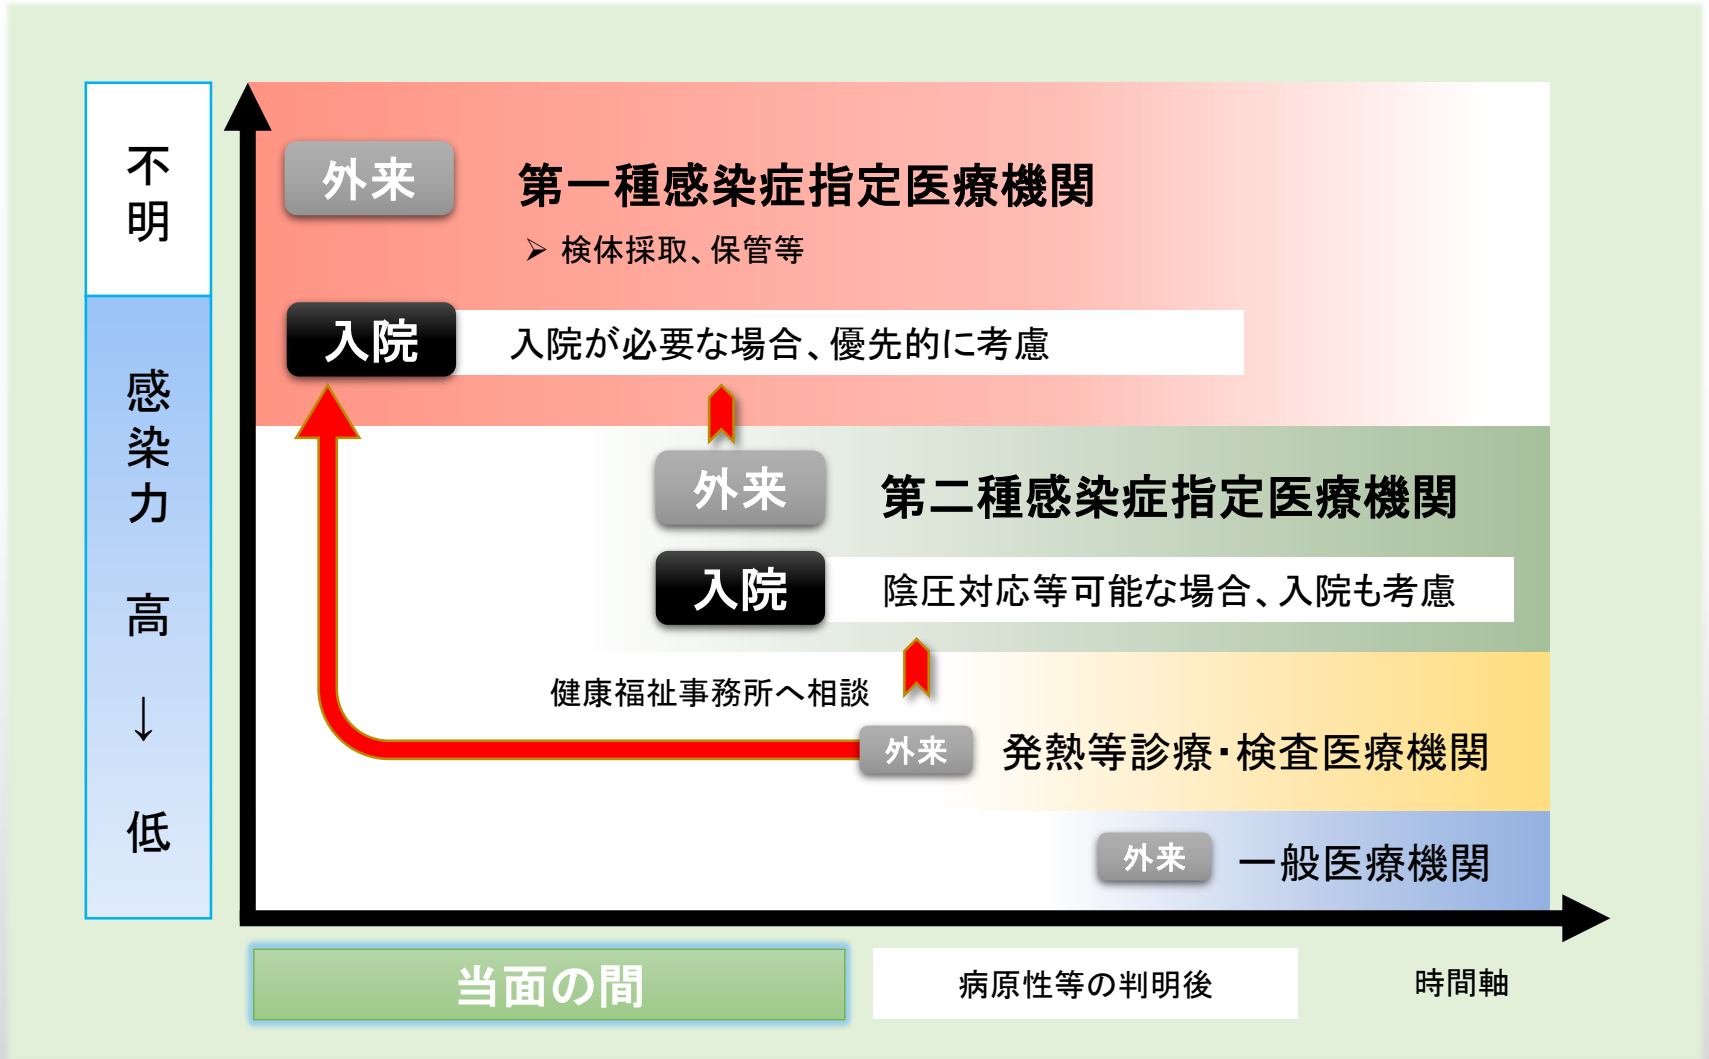 不明
感染力 高 ↓ 低
外来
第一種感染症指定医療機関
➢ 検体採取、保管等
入院
入院が必要な場合、優先的に考慮
外来
第二種感染症指定医療機関
入院
陰圧対応等可能な場合、入院も考慮
健康福祉事務所へ相談
外来
発熱等診療・検査医療機関
外来
一般医療機関
当面の間
病原性等の判明後
時間軸